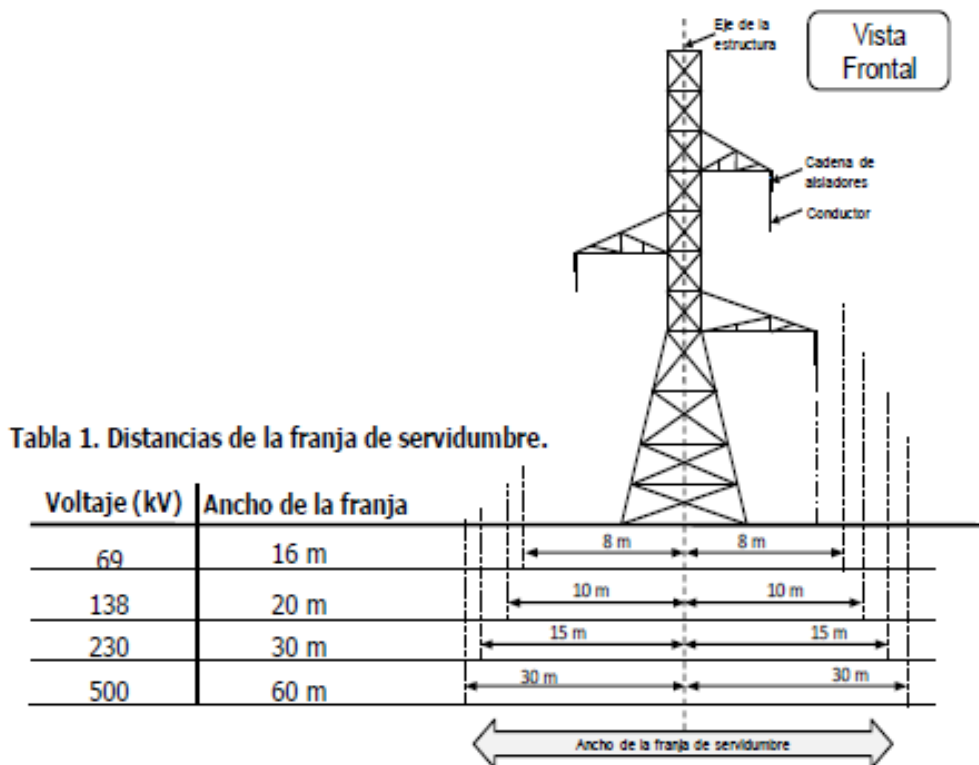 Eje de la
estructura
Vista
Frontal
Cadena de
aisladores
Conductor
Tabla 1. Distancias de la franja de servidumbre.
Voltaje (kV) Ancho de la franja
69 16 m 8 m 8 m
138 20 m 10 m 10 m
230 30 m 15 m 15 m
500 60 m 30 m 30 m
Ancho de la franja de servidumbre